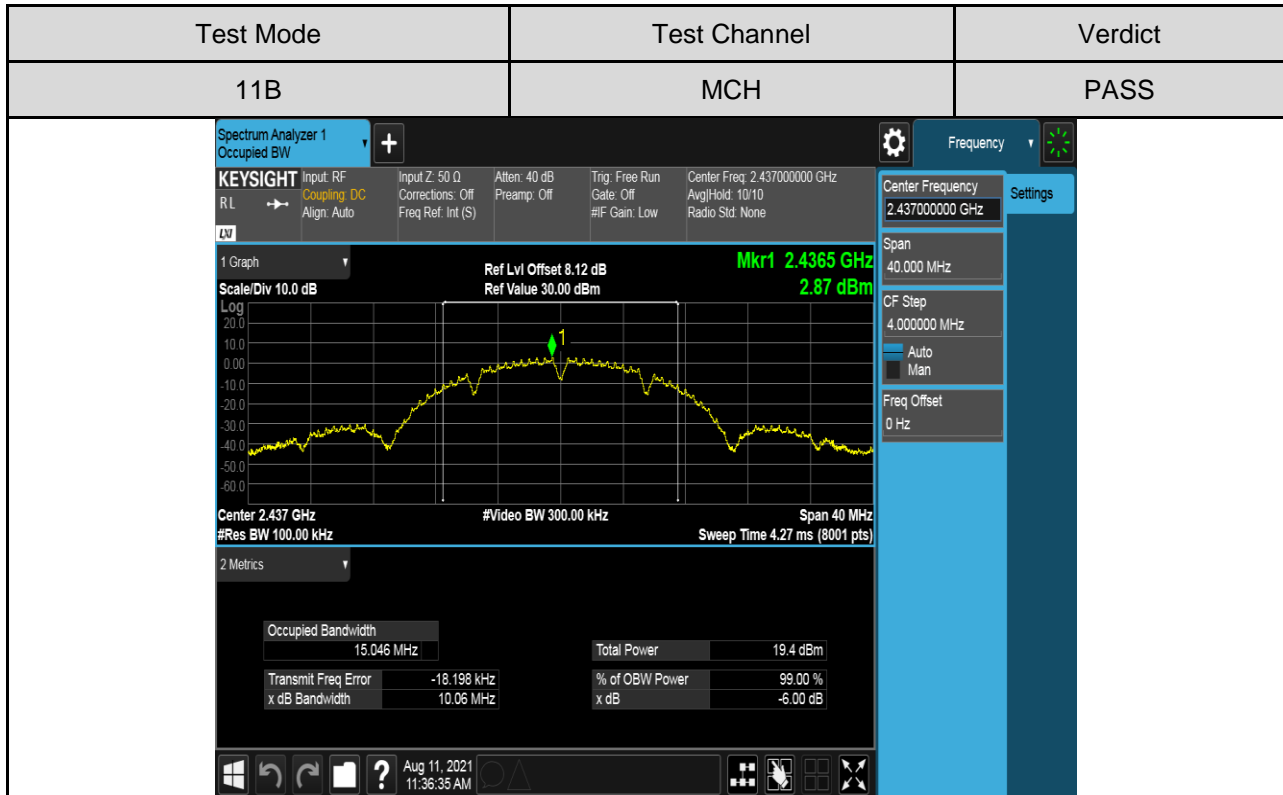 Test Mode Test Channel Verdict
11B MCH PASS
Spectrum Analyzer 1
Occupied BW
+
Frequency
KEYSIGHT Input: RF Input Z: 50 Ω Atten: 40 dB Trig: Free Run Center Freq: 2.437000000 GHz
RL Coupling: DC Corrections: Off Preamp: Off Gate: Off Avg|Hold: 10/10
Align: Auto Freq Ref: Int (S) #IF Gain: Low Radio Std: None
LXI
Center Frequency
2.437000000 GHz
Settings
Span
40.000 MHz
CF Step
4.000000 MHz
Auto
Man
Freq Offset
0 Hz
1 Graph Ref Lvl Offset 8.12 dB Mkr1 2.4365 GHz
Scale/Div 10.0 dB Ref Value 30.00 dBm 2.87 dBm
Log
20.0
10.0
1
0.00
-10.0
-20.0
-30.0
-40.0
-50.0
-60.0
Center 2.437 GHz #Video BW 300.00 kHz Span 40 MHz
#Res BW 100.00 kHz Sweep Time 4.27 ms (8001 pts)
2 Metrics
Occupied Bandwidth
15.046 MHz Total Power 19.4 dBm
Transmit Freq Error -18.198 kHz % of OBW Power 99.00 %
x dB Bandwidth 10.06 MHz x dB -6.00 dB
? Aug 11, 2021
11:36:35 AM